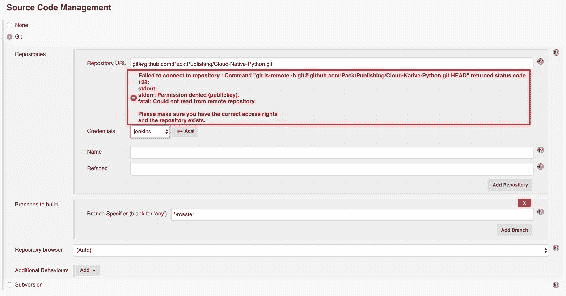 Source Code Management
None
Git
Repositories
Repository URL
git@github.com:PacktPublishing/Cloud-Native-Python.git
Failed to connect to repository : Command "git ls-remote -h git@github.com:PacktPublishing/Cloud-Native-Python.git HEAD" returned status code
128:
stdout:
stderr: Permission denied (publickey).
fatal: Could not read from remote repository.
Please make sure you have the correct access rights
and the repository exists.
Credentials
jenkins
Add
Name
Refspec
Add Repository
Branches to build
X
Branch Specifier (blank for 'any')
*/master
Add Branch
Repository browser
(Auto)
Additional Behaviours
Add
Subversion